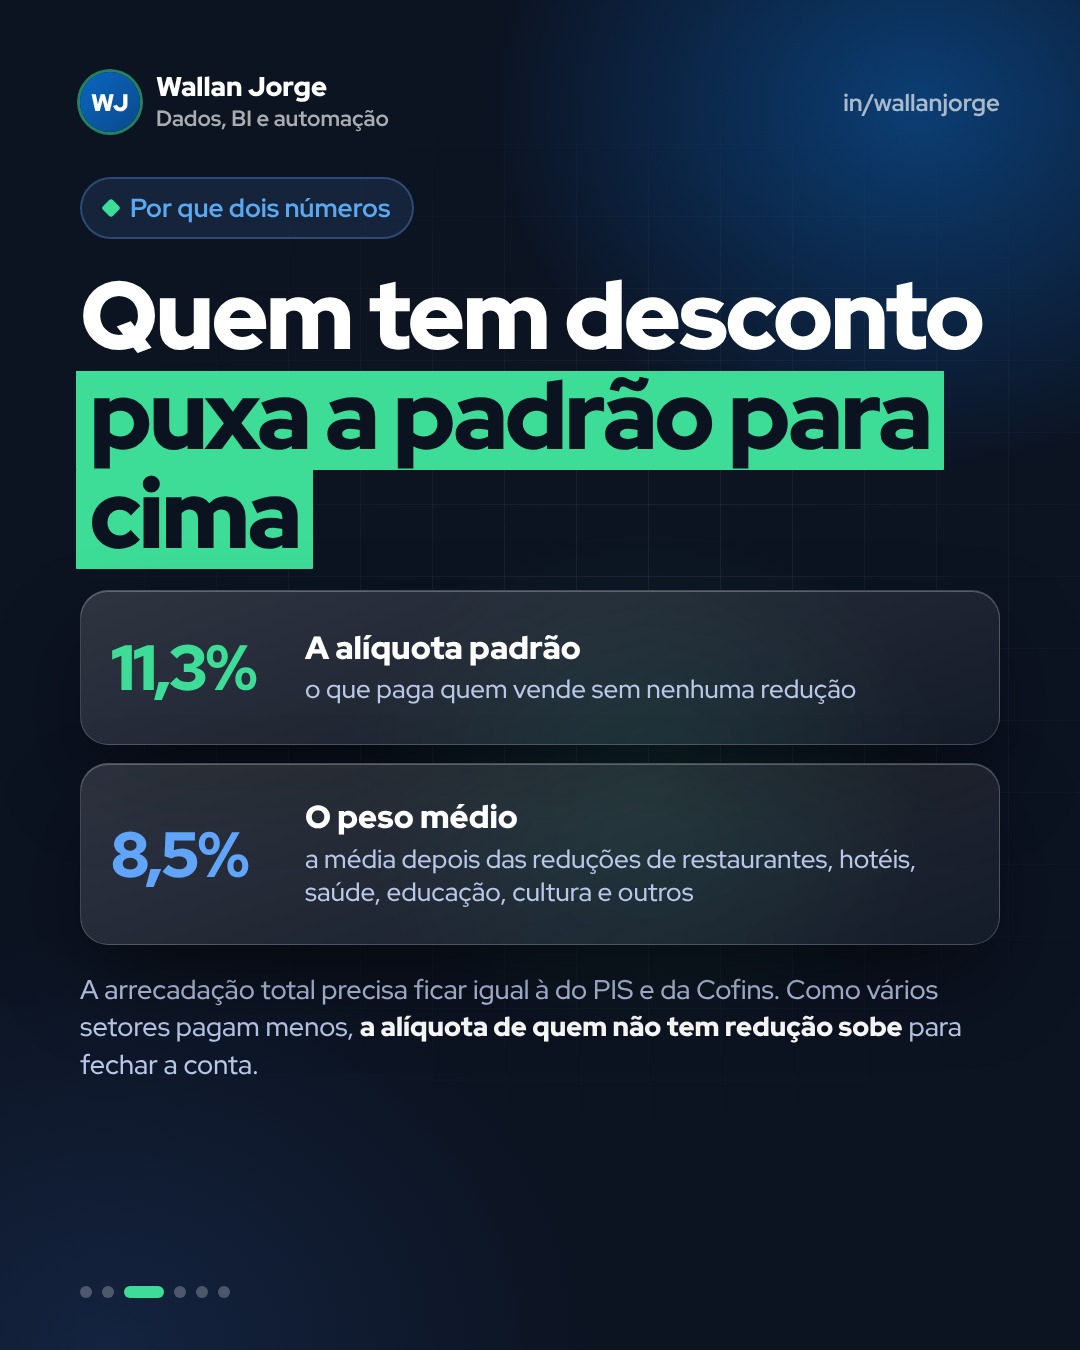 WJ
Wallan Jorge
Dados, BI e automação
in/wallanjorge
Por que dois números
Quem tem desconto
puxa a padrão para
cima
11,3%
A alíquota padrão
o que paga quem vende sem nenhuma redução
8,5%
O peso médio
a média depois das reduções de restaurantes, hotéis,
saúde, educação, cultura e outros
A arrecadação total precisa ficar igual à do PIS e da Cofins. Como vários
setores pagam menos, a alíquota de quem não tem redução sobe para
fechar a conta.